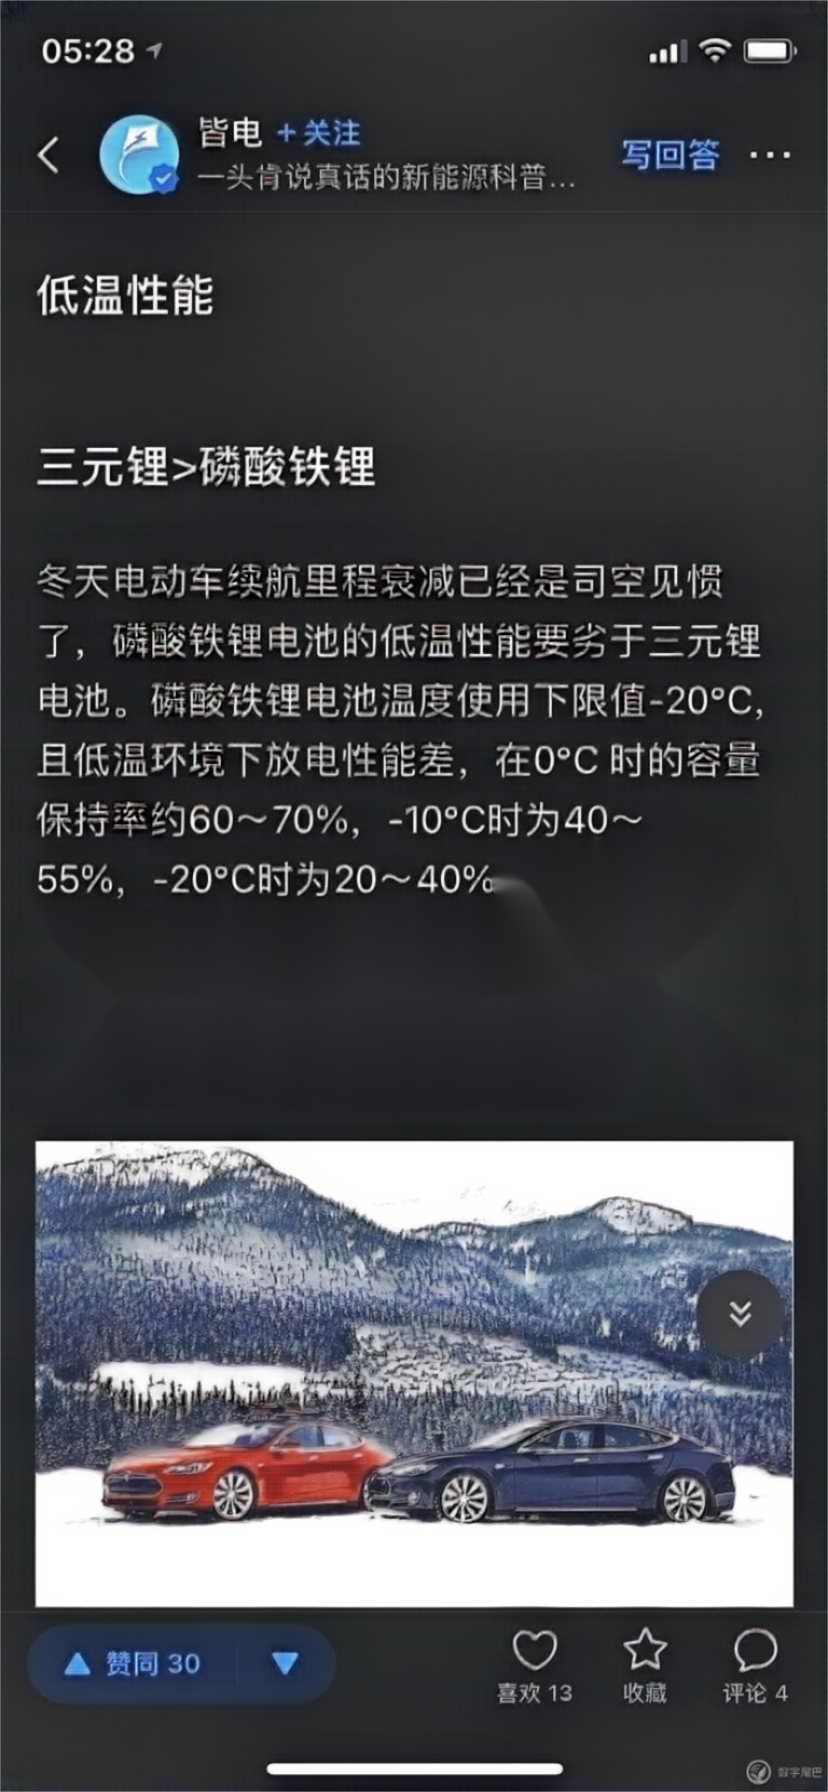 05:28
皆电 +关注
一头肯说真话的新能源科普...
写回答
低温性能
三元锂>磷酸铁锂
冬天电动车续航里程衰减已经是司空见惯
了，磷酸铁锂电池的低温性能要劣于三元锂
电池。磷酸铁锂电池温度使用下限值-20°C,
且低温环境下放电性能差，在0°C 时的容量
保持率约60～70%，-10°C时为40～
55%，-20°C时为20～40%
赞同 30
喜欢 13
收藏
评论 4
数字尾巴